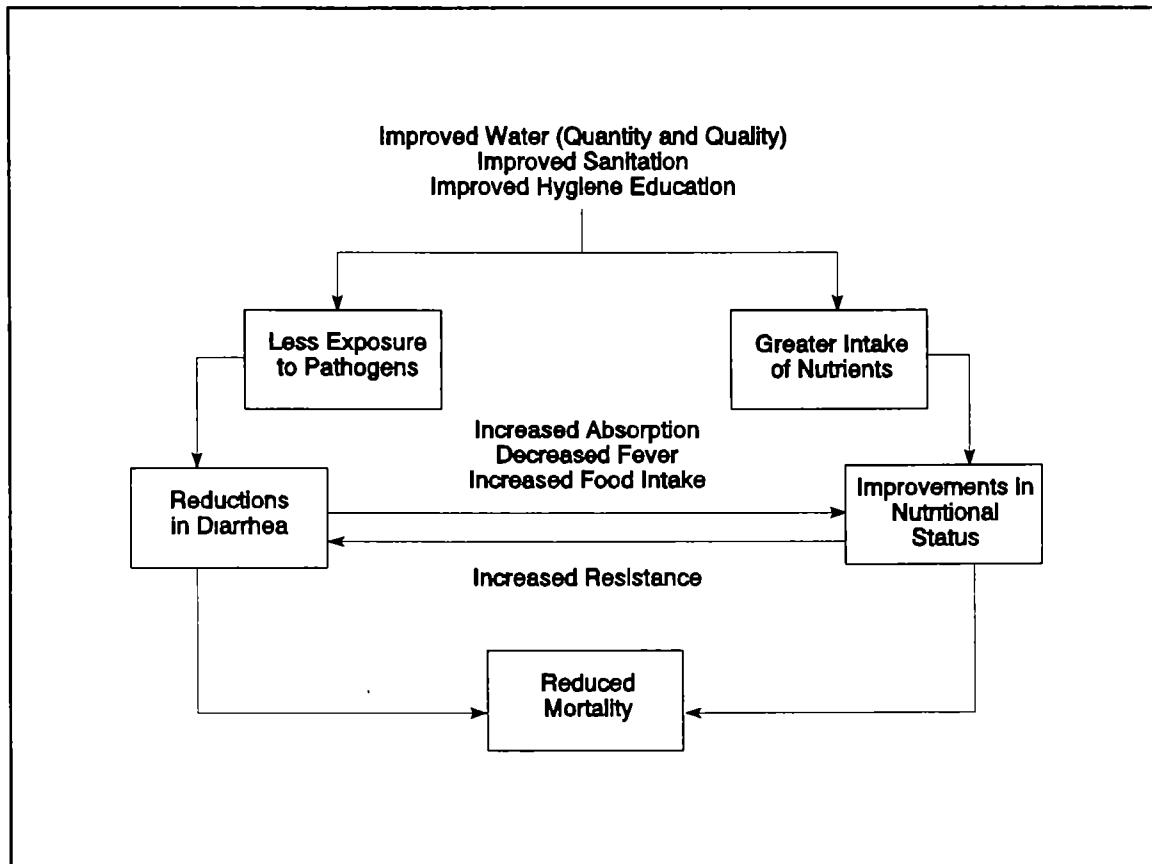 Improved Water (Quantity and Quality)
Improved Sanitation
Improved Hygiene Education
Less Exposure
to Pathogens
Greater Intake
of Nutrients
Increased Absorption
Decreased Fever
Increased Food Intake
Reductions
in Diarrhea
Improvements in
Nutritional
Status
Increased Resistance
Reduced
Mortality